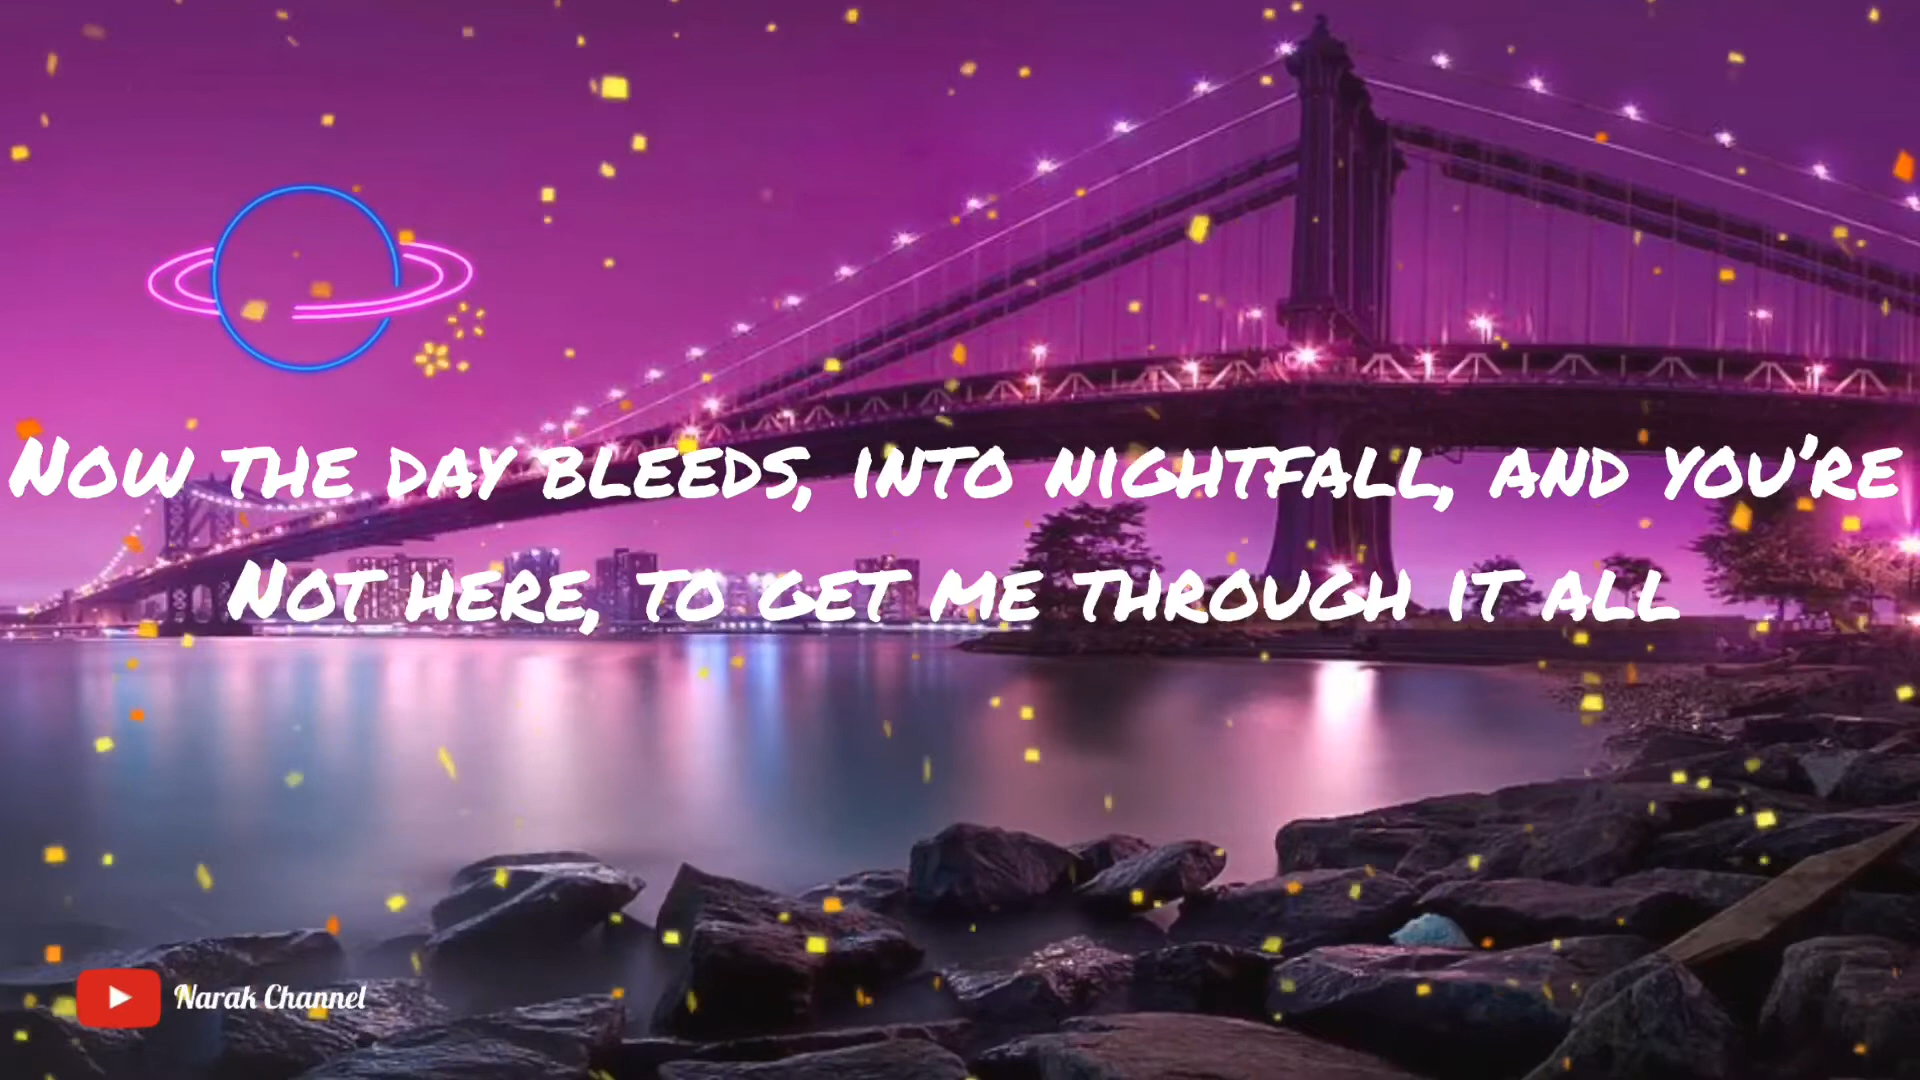 Now the day bleeds, into nightfall, and you're
Not here, to get me through it all
Narak Channel